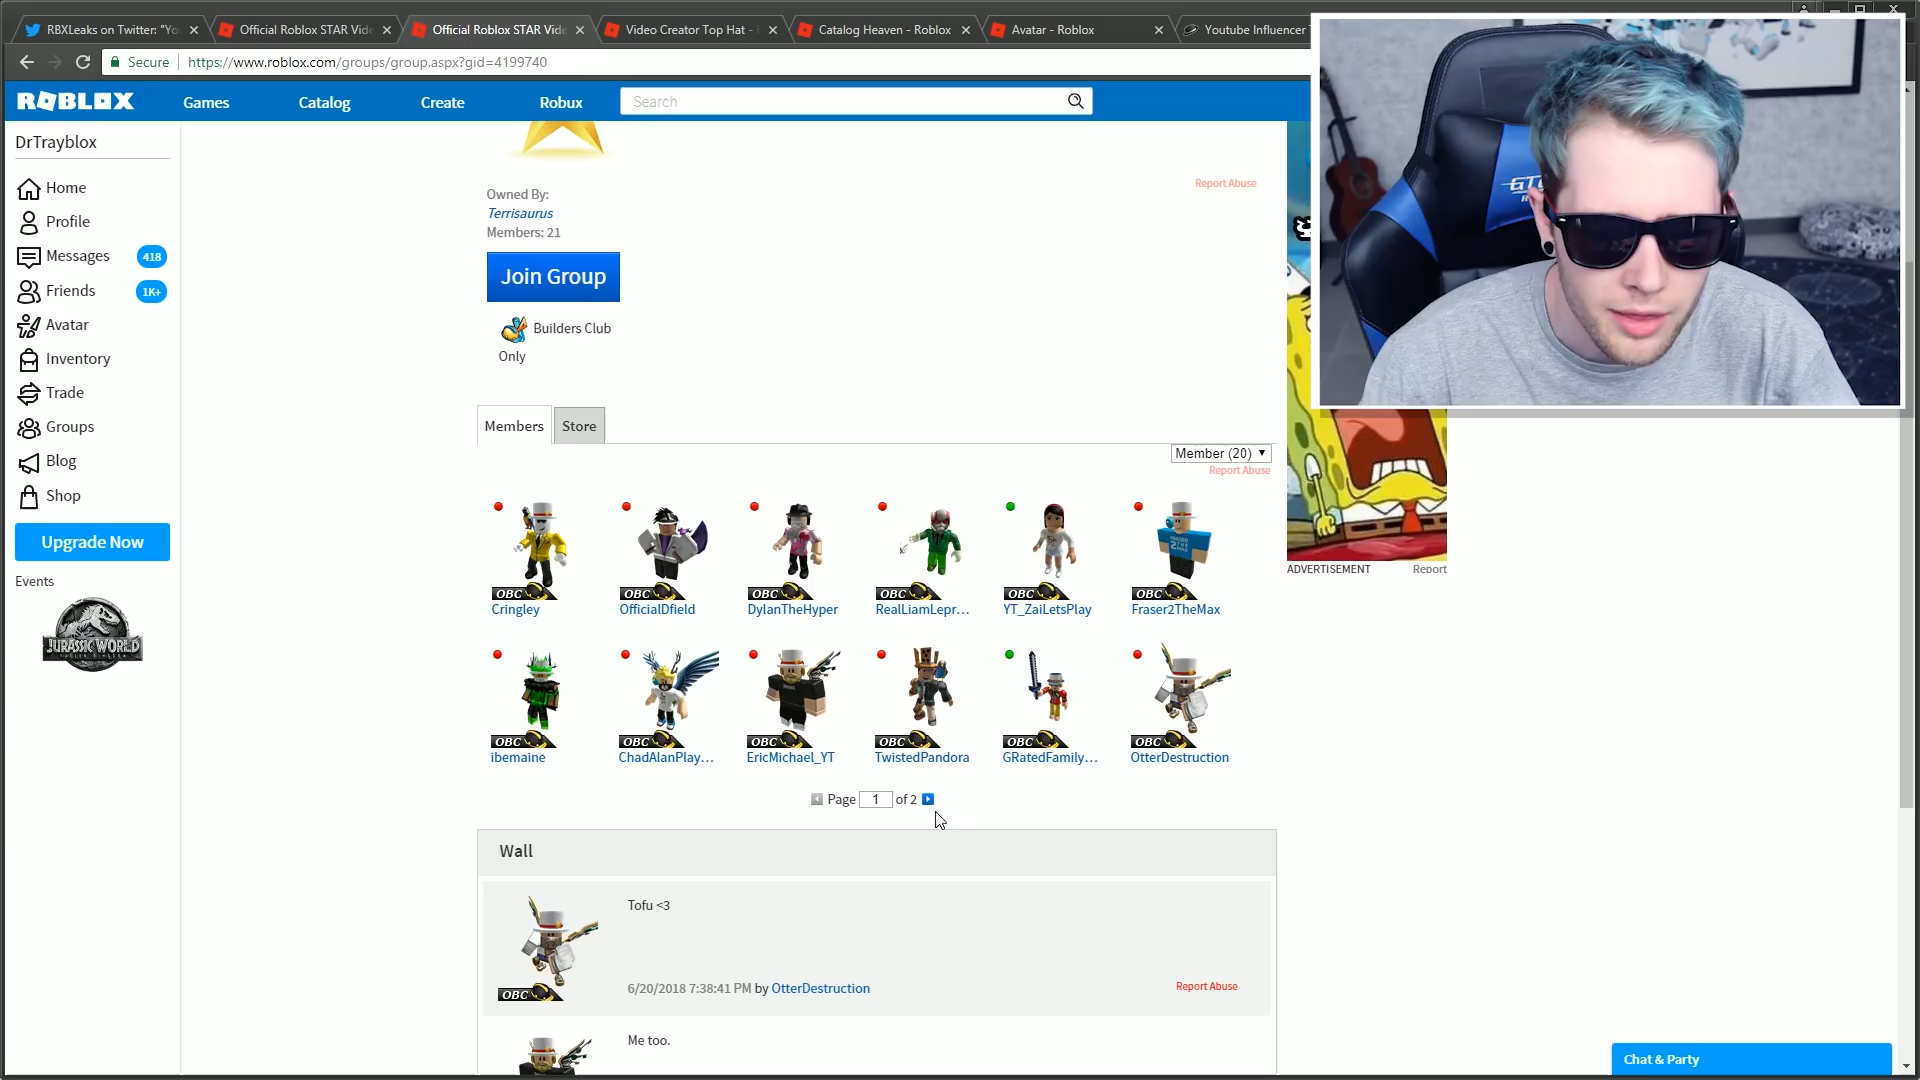 RBXLeaks on Twitter: "Yo
Official Roblox STAR Vide
Official Roblox STAR Vide
Video Creator Top Hat -
Catalog Heaven - Roblox
Avatar - Roblox
Youtube Influencer
Secure
https://www.roblox.com/groups/group.aspx?gid=4199740
ROBLOX
Games
Catalog
Create
Robux
Search
DrTrayblox
Home
Profile
Messages 418
Friends 1K+
Avatar
Inventory
Trade
Groups
Blog
Shop
Upgrade Now
Events
JURASSIC WORLD
Report Abuse
Owned By:
Terrisaurus
Members: 21
Join Group
Builders Club
Only
Members
Store
Member (20)
Report Abuse
OBC OBC OBC OBC OBC OBC
Cringley OfficialDfield DylanTheHyper RealLiamLepr... YT_ZaiLetsPlay Fraser2TheMax
OBC OBC OBC OBC OBC OBC
ibemaine ChadAlanPlay... EricMichael_YT TwistedPandora GRatedFamily... OtterDestruction
Page 1 of 2
Wall
Tofu <3
OBC
6/20/2018 7:38:41 PM by OtterDestruction
Report Abuse
Me too.
ADVERTISEMENT
Report
Chat & Party